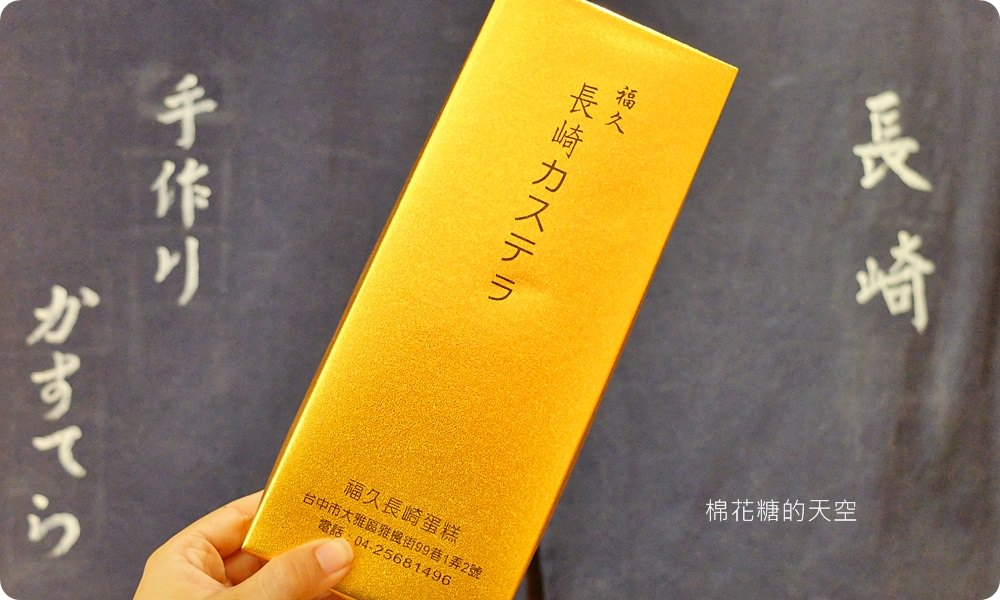 長崎
手作り
かすてら
福久
長崎カステラ
福久長崎蛋糕
台中市大雅區雅楓街99巷1弄2號
電話：04-25681496
棉花糖的天空